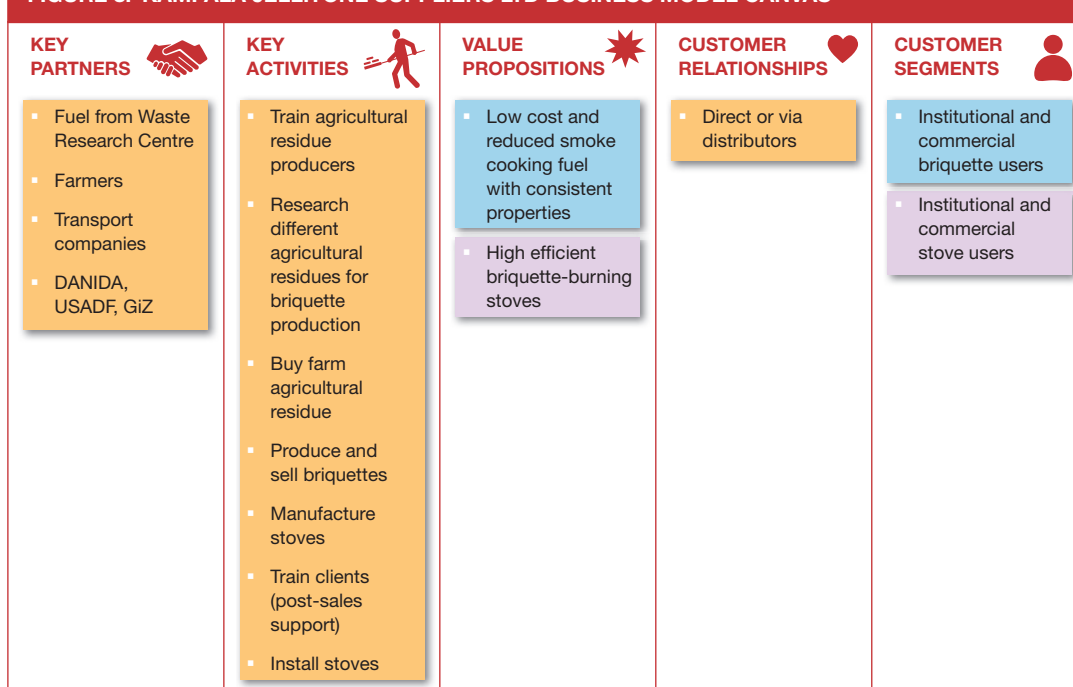 KEY
PARTNERS
Fuel from Waste
Research Centre
Farmers
Transport
companies
DANIDA,
USADF, GiZ
KEY
ACTIVITIES
Train agricultural
residue
producers
Research
different
agricultural
residues for
briquette
production
Buy farm
agricultural
residue
Produce and
sell briquettes
Manufacture
stoves
Train clients
(post-sales
support)
Install stoves
VALUE
PROPOSITIONS
Low cost and
reduced smoke
cooking fuel
with consistent
properties
High efficient
briquette-burning
stoves
CUSTOMER
RELATIONSHIPS
Direct or via
distributors
CUSTOMER
SEGMENTS
Institutional and
commercial
briquette users
Institutional and
commercial
stove users